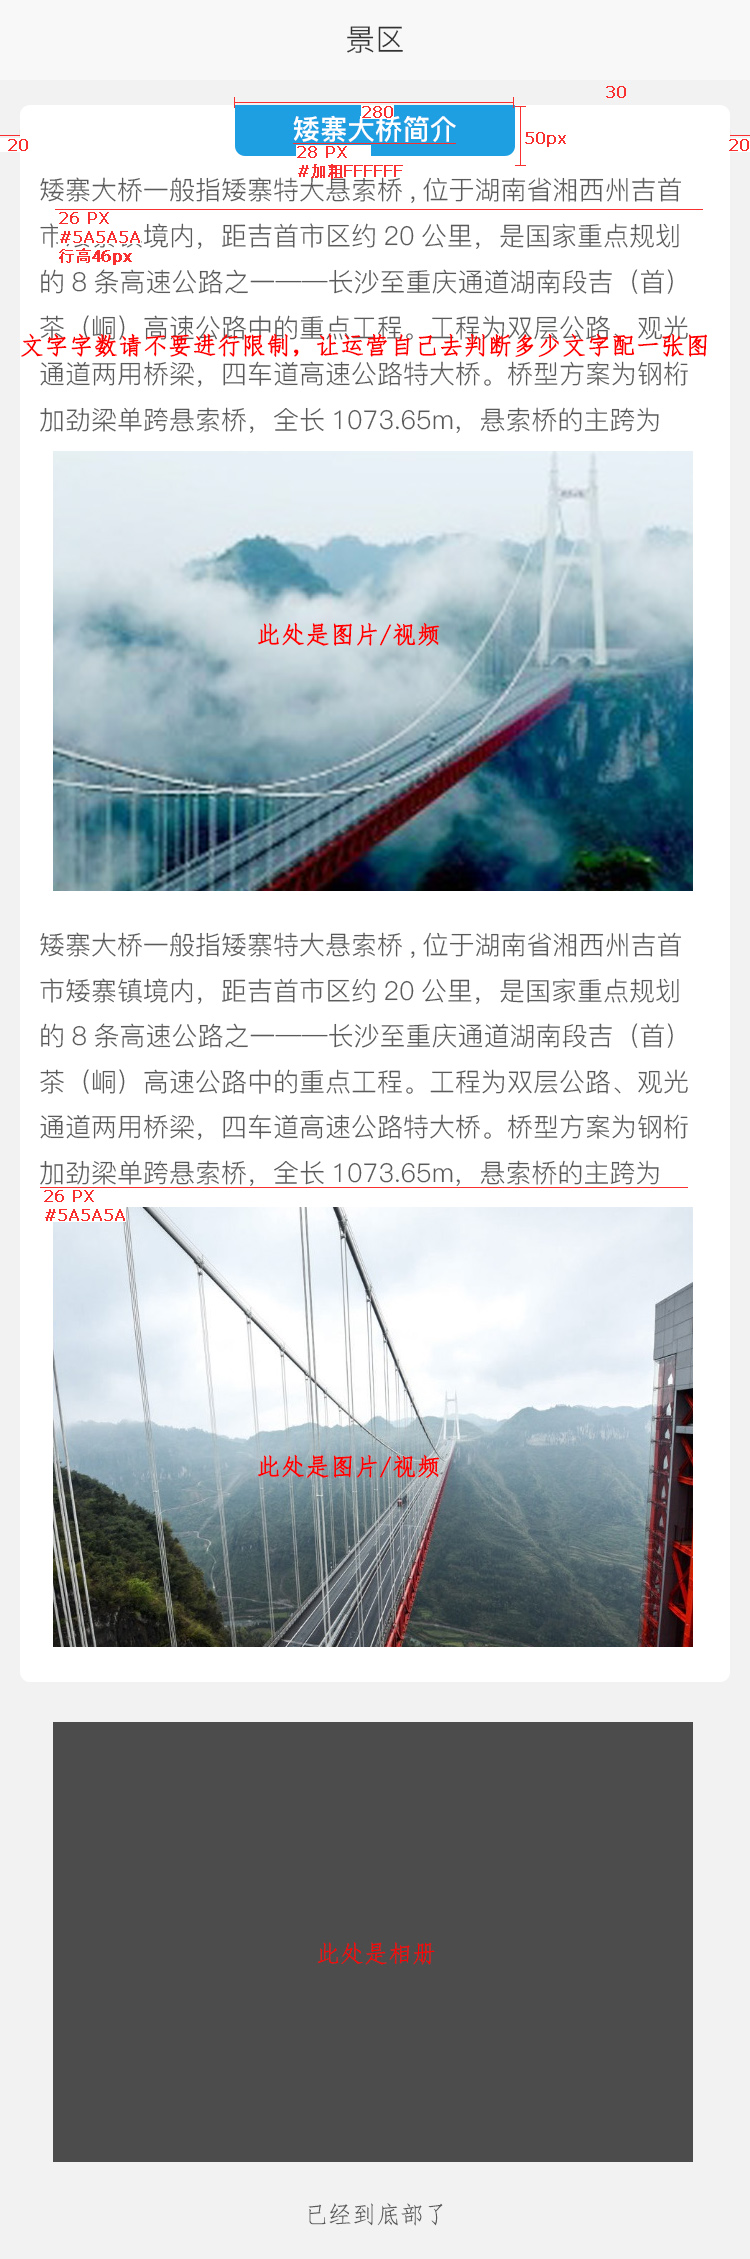 景区
30
280
矮寨大桥简介
50px
20
20
28 PX
#加粗FFFFFF
矮寨大桥一般指矮寨特大悬索桥 , 位于湖南省湘西州吉首
26 PX
#5A5A5A
行高46px
境内，距吉首市区约 20 公里，是国家重点规划
的 8 条高速公路之一——长沙至重庆通道湖南段吉（首）
茶（峒）高速公路中的重点工程。工程为双层公路、观光
文字字数请不要进行限制，让运营自己去判断多少文字配一张图
通道两用桥梁，四车道高速公路特大桥。桥型方案为钢桁
加劲梁单跨悬索桥，全长 1073.65m，悬索桥的主跨为
此处是图片/视频
矮寨大桥一般指矮寨特大悬索桥 , 位于湖南省湘西州吉首
市矮寨镇境内，距吉首市区约 20 公里，是国家重点规划
的 8 条高速公路之一——长沙至重庆通道湖南段吉（首）
茶（峒）高速公路中的重点工程。工程为双层公路、观光
通道两用桥梁，四车道高速公路特大桥。桥型方案为钢桁
加劲梁单跨悬索桥，全长 1073.65m，悬索桥的主跨为
26 PX
#5A5A5A
此处是图片/视频
此处是相册
已经到底部了